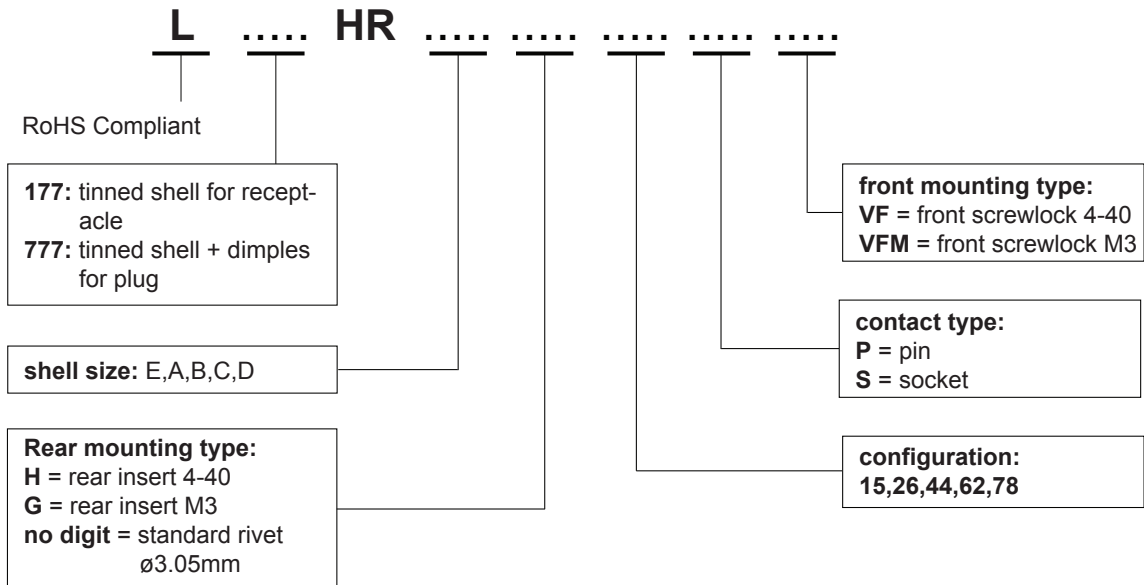 L ..... HR ..... ..... ..... ..... .....
RoHS Compliant
177: tinned shell for recept-
acle
777: tinned shell + dimples
for plug
shell size: E,A,B,C,D
Rear mounting type:
H = rear insert 4-40
G = rear insert M3
no digit = standard rivet
ø3.05mm
front mounting type:
VF = front screwlock 4-40
VFM = front screwlock M3
contact type:
P = pin
S = socket
configuration:
15,26,44,62,78